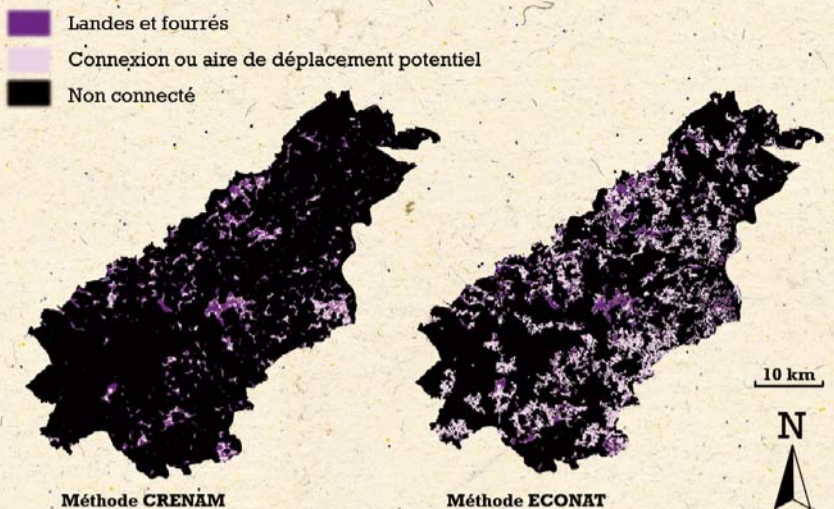 Landes et fourrés
Connexion ou aire de déplacement potentiel
Non connecté
10 km
N
Méthode CRENAM
Méthode ECONAT